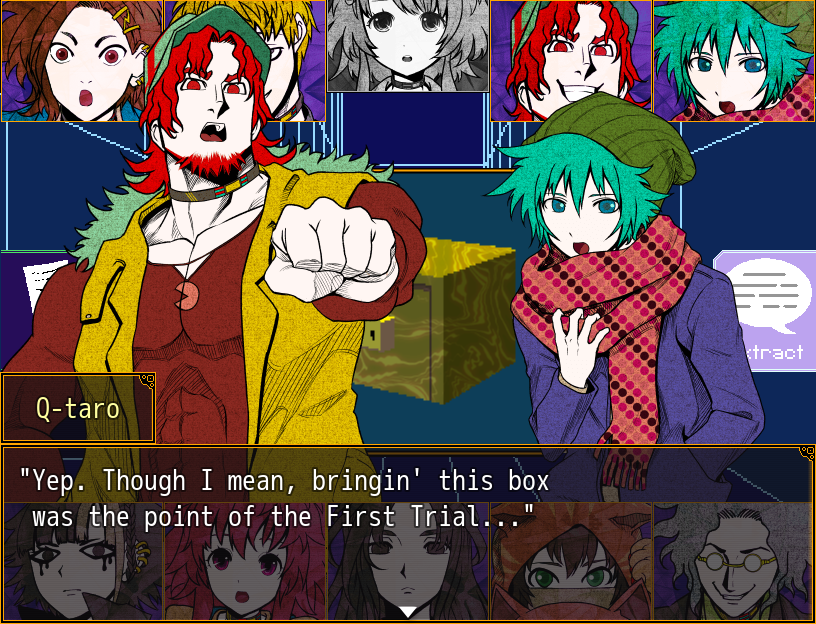 xtract
Q-taro
"Yep. Though I mean, bringin' this box
was the point of the First Trial..."